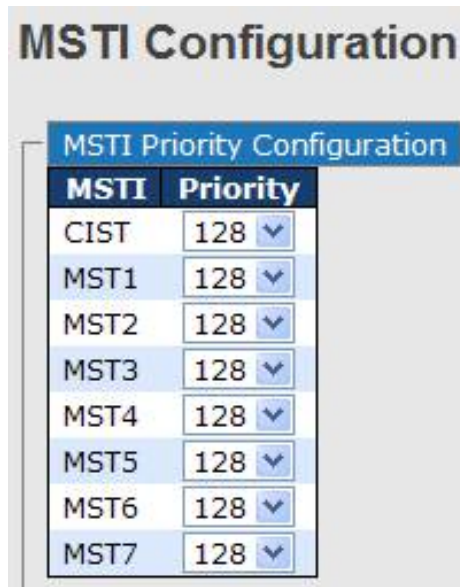 MSTI Configuration
MSTI Priority Configuration
MSTI Priority
CIST 128
MST1 128
MST2 128
MST3 128
MST4 128
MST5 128
MST6 128
MST7 128